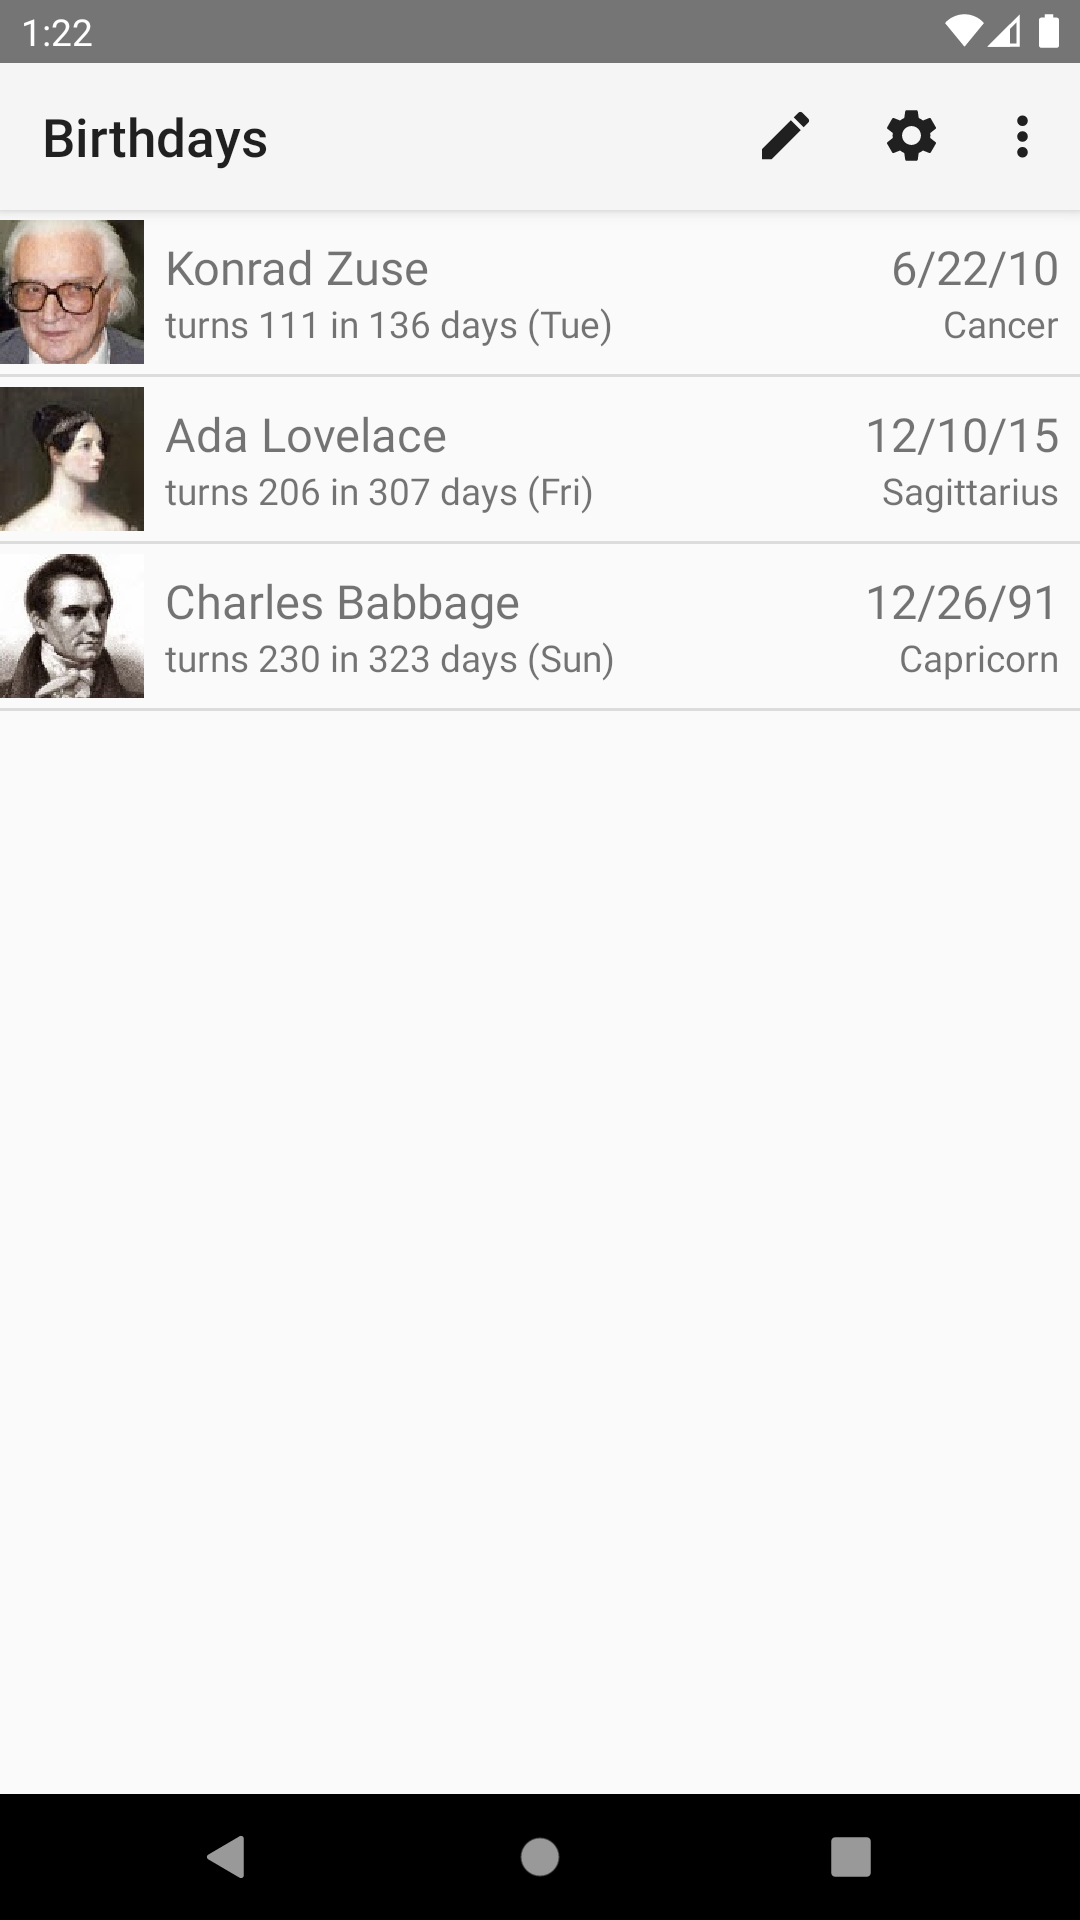 1:22
Birthdays
Konrad Zuse 6/22/10
turns 111 in 136 days (Tue) Cancer
Ada Lovelace 12/10/15
turns 206 in 307 days (Fri) Sagittarius
Charles Babbage 12/26/91
turns 230 in 323 days (Sun) Capricorn